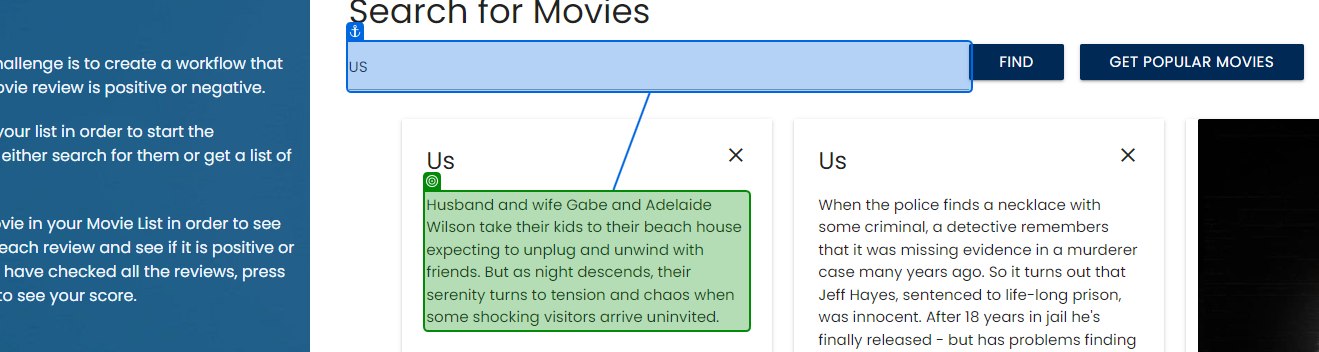 Search for Movies
US
FIND
GET POPULAR MOVIES
allenge is to create a workflow that
ovie review is positive or negative.
your list in order to start the
either search for them or get a list of
ovie in your Movie List in order to see
each review and see if it is positive or
have checked all the reviews, press
to see your score.
Us
Husband and wife Gabe and Adelaide
Wilson take their kids to their beach house
expecting to unplug and unwind with
friends. But as night descends, their
serenity turns to tension and chaos when
some shocking visitors arrive uninvited.
Us
When the police finds a necklace with
some criminal, a detective remembers
that it was missing evidence in a murderer
case many years ago. So it turns out that
Jeff Hayes, sentenced to life-long prison,
was innocent. After 18 years in jail he's
finally released - but has problems finding